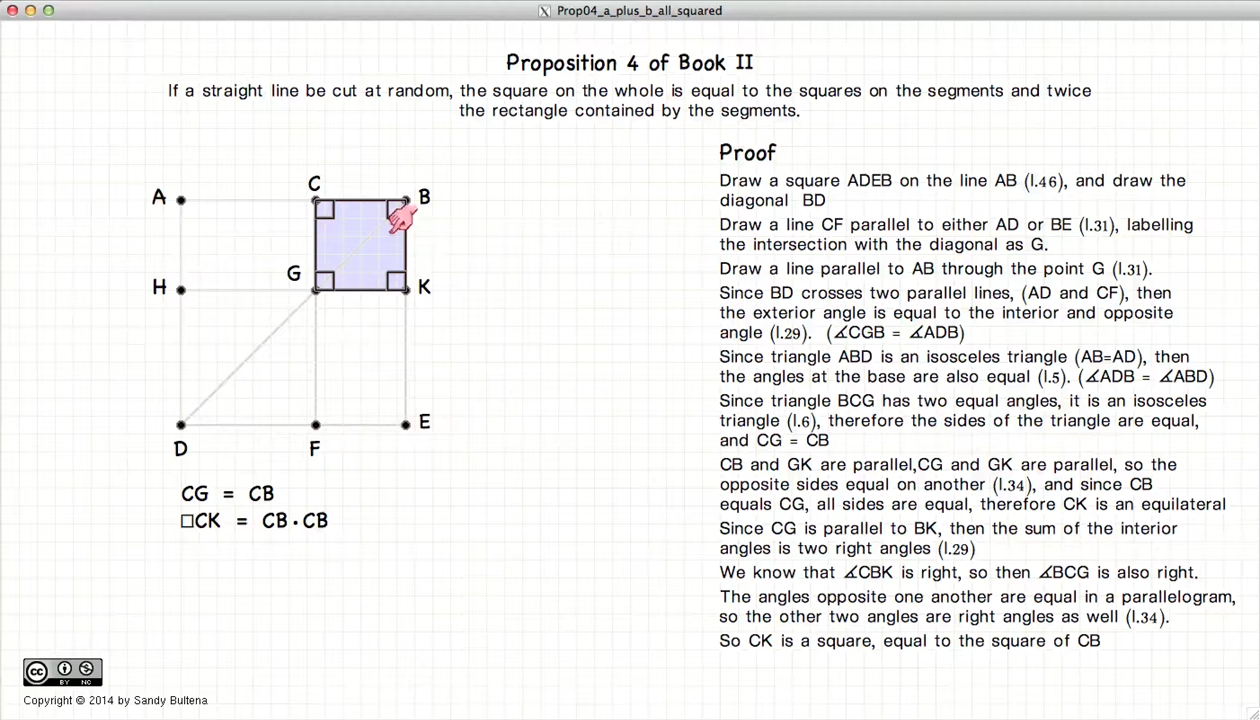 Prop04_a_plus_b_all_squared
Proposition 4 of Book II
If a straight line be cut at random, the square on the whole is equal to the squares on the segments and twice
the rectangle contained by the segments.
A
C
B
H
G
K
D
F
E
CG = CB
□CK = CB·CB
Proof
Draw a square ADEB on the line AB (I.46), and draw the
diagonal BD
Draw a line CF parallel to either AD or BE (I.31), labelling
the intersection with the diagonal as G.
Draw a line parallel to AB through the point G (I.31).
Since BD crosses two parallel lines, (AD and CF), then
the exterior angle is equal to the interior and opposite
angle (I.29). (∡CGB = ∡ADB)
Since triangle ABD is an isosceles triangle (AB=AD), then
the angles at the base are also equal (I.5). (∡ADB = ∡ABD)
Since triangle BCG has two equal angles, it is an isosceles
triangle (I.6), therefore the sides of the triangle are equal,
and CG = CB
CB and GK are parallel,CG and GK are parallel, so the
opposite sides equal on another (I.34), and since CB
equals CG, all sides are equal, therefore CK is an equilateral
Since CG is parallel to BK, then the sum of the interior
angles is two right angles (I.29)
We know that ∡CBK is right, so then ∡BCG is also right.
The angles opposite one another are equal in a parallelogram,
so the other two angles are right angles as well (I.34).
So CK is a square, equal to the square of CB
cc
BY NC
Copyright © 2014 by Sandy Bultena